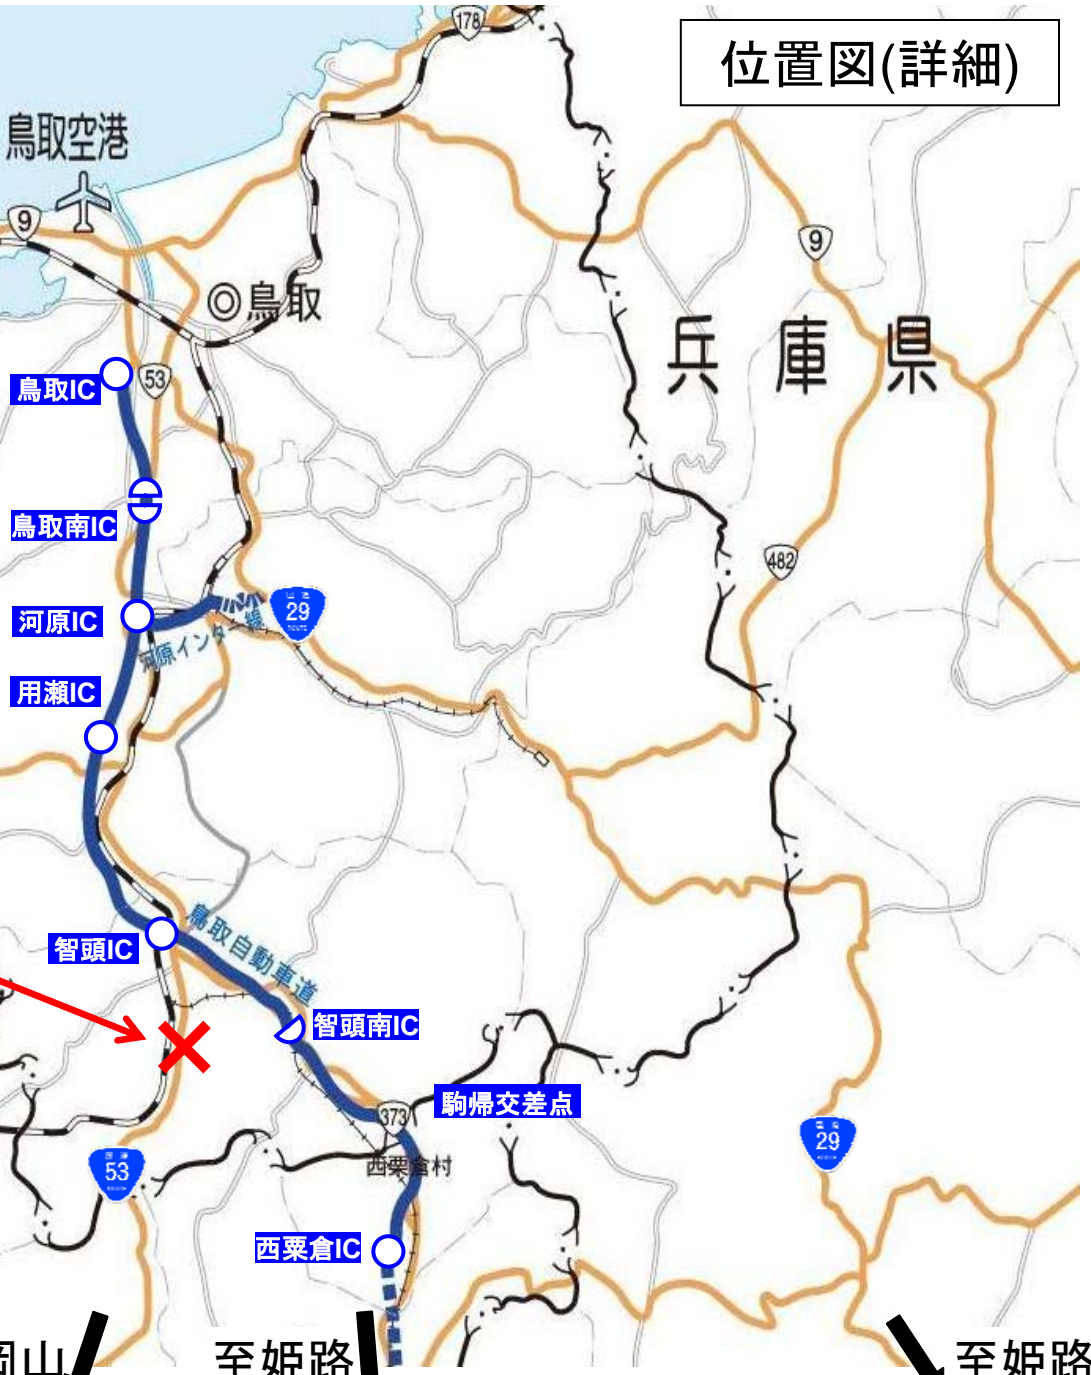 178
位置図(詳細)
鳥取空港
9
9
鳥取
兵庫県
鳥取IC
53
鳥取南IC
482
河原IC
29
河原インター線
用瀬IC
鳥取自動車道
智頭IC
智頭南IC
駒帰交差点
373
29
53
西粟倉村
西粟倉IC
岡山
至姫路
至姫路